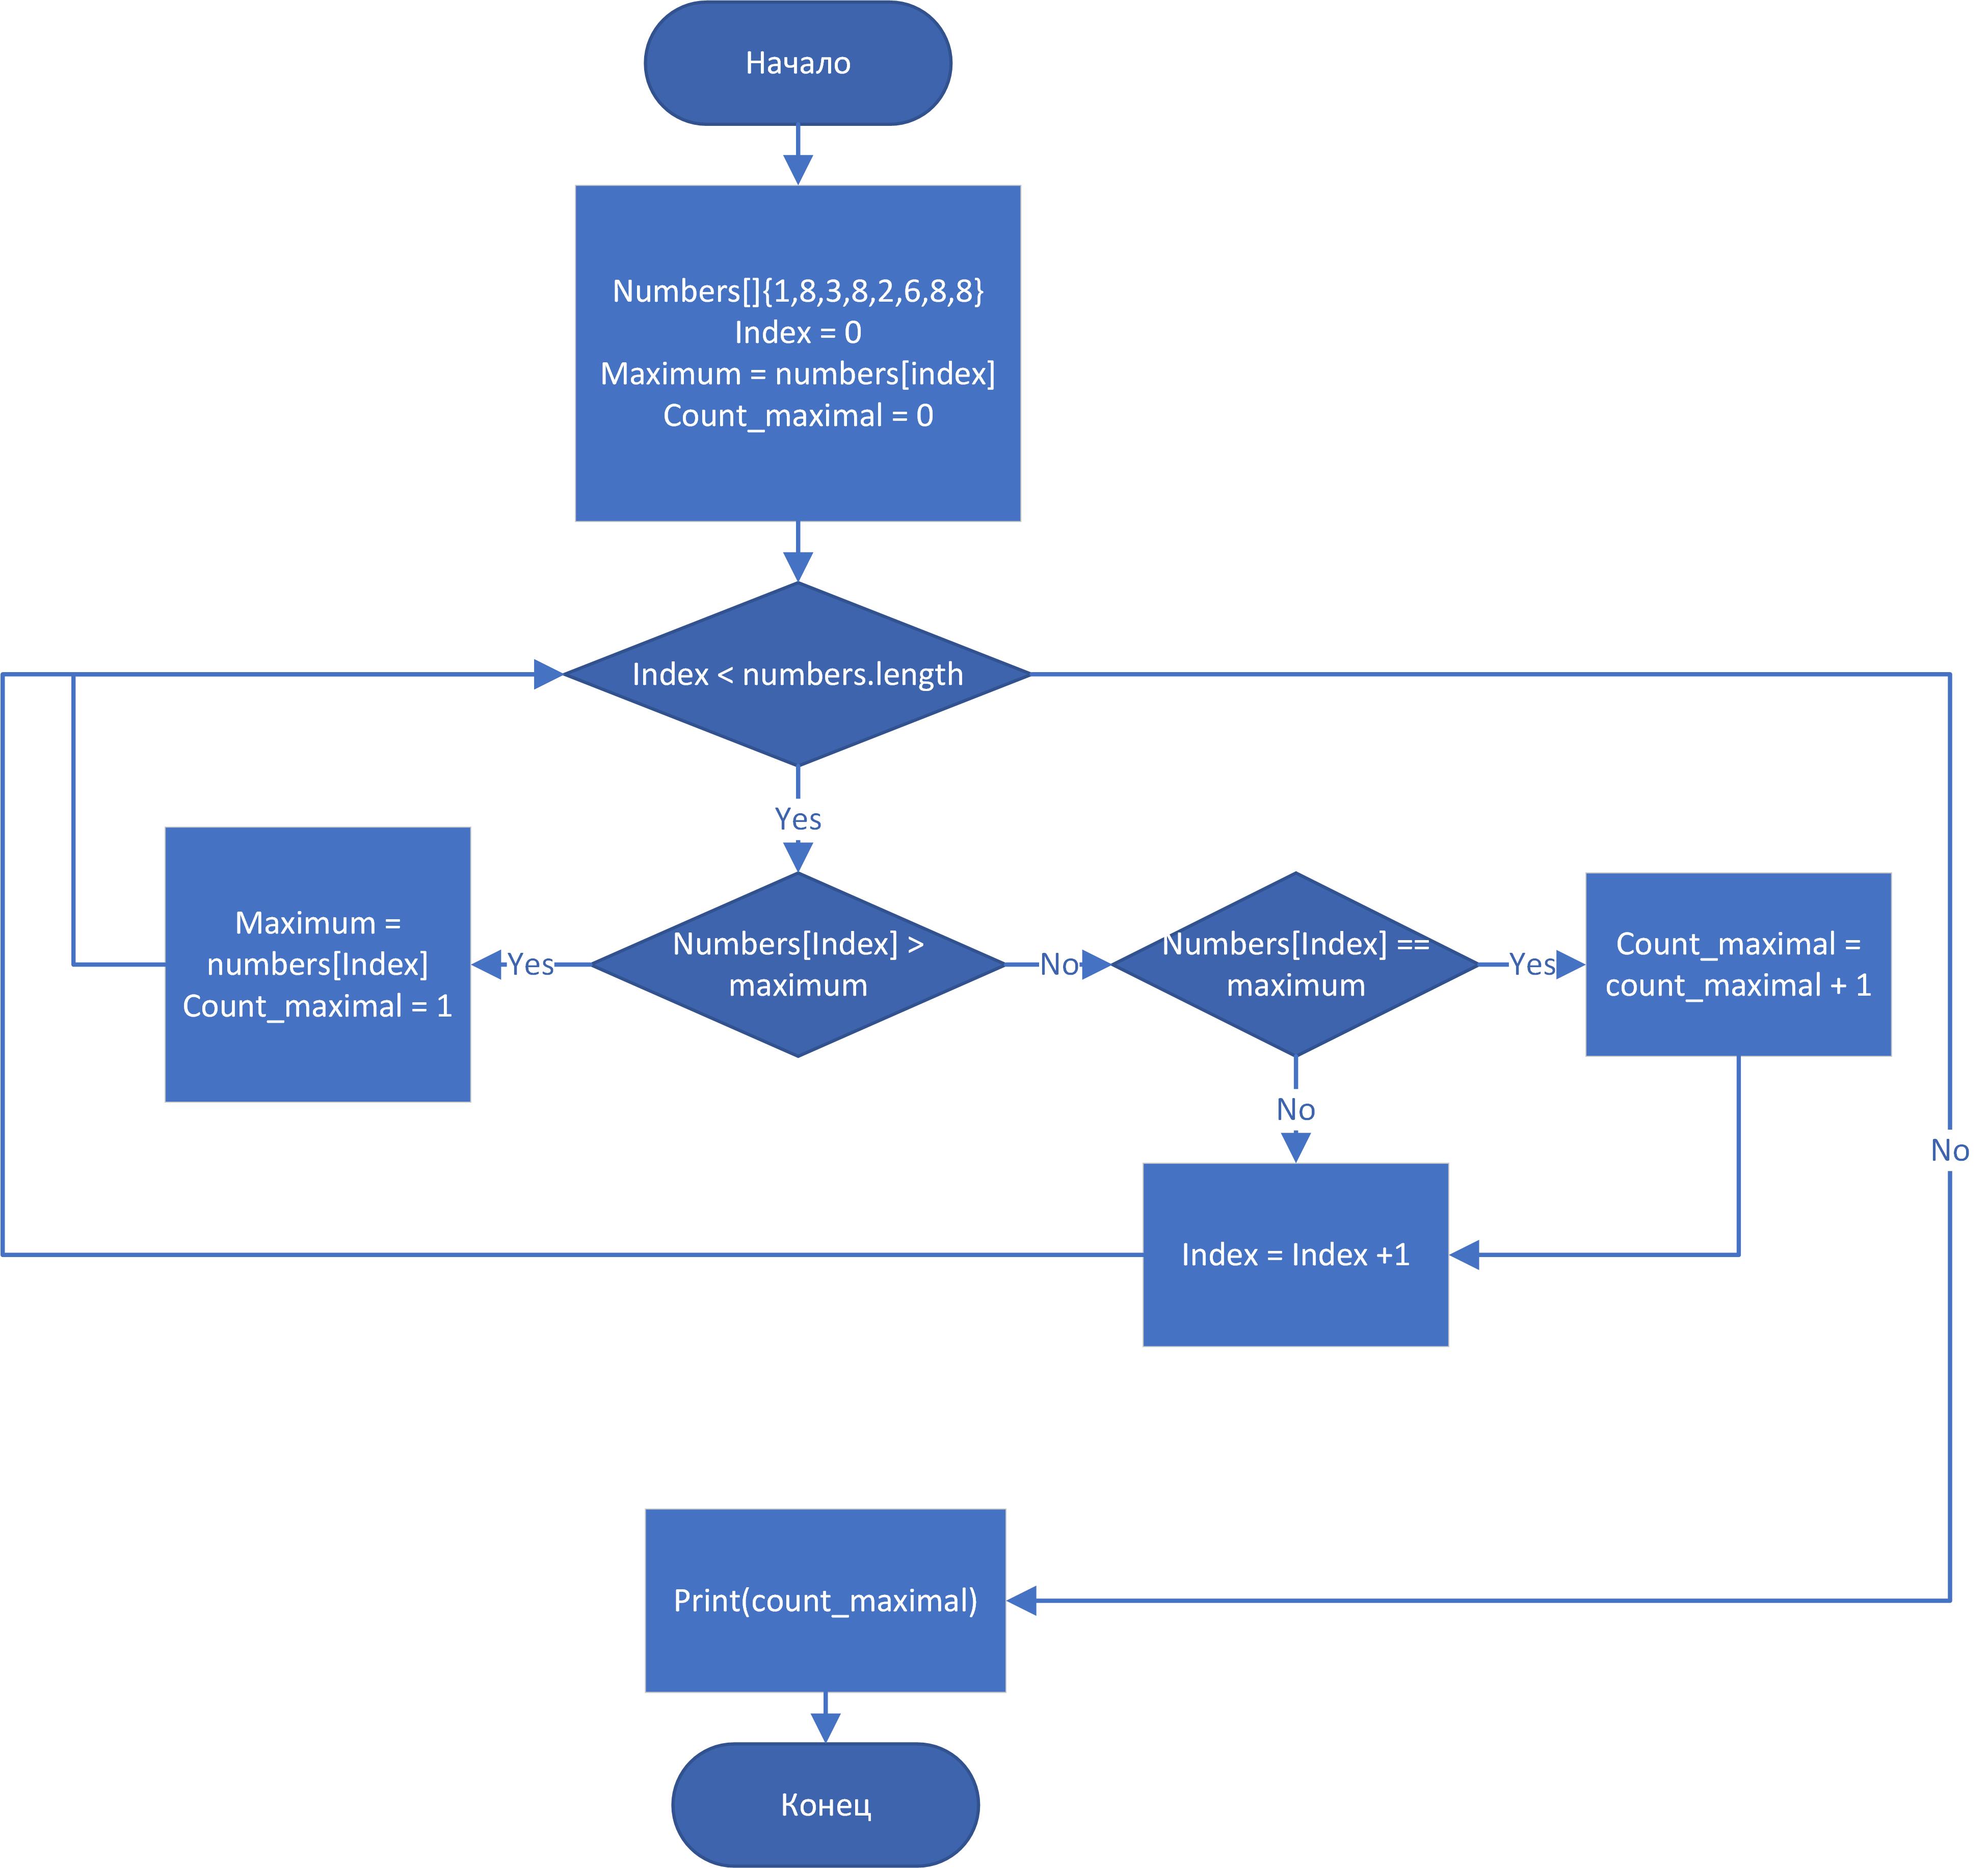 Начало
Numbers[]{1,8,3,8,2,6,8,8}
Index = 0
Maximum = numbers[index]
Count_maximal = 0
Index < numbers.length
Yes
Maximum =
numbers[Index]
Count_maximal = 1
Yes
Numbers[Index] >
maximum
No
Numbers[Index] ==
maximum
Yes
Count_maximal =
count_maximal + 1
No
No
Index = Index +1
Print(count_maximal)
Конец